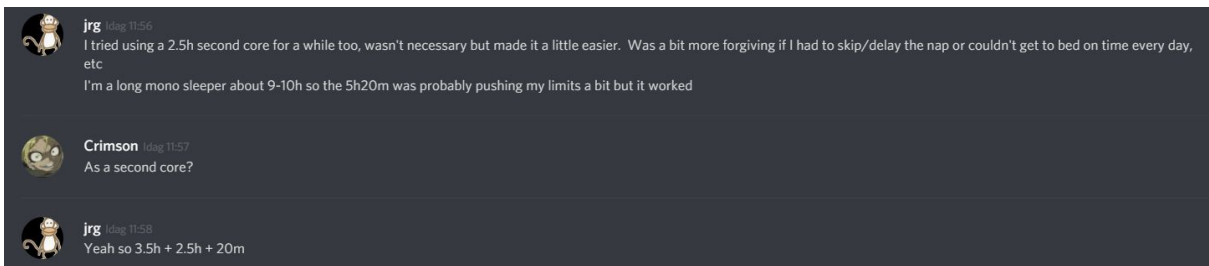 jrg Idag 11:56
I tried using a 2.5h second core for a while too, wasn't necessary but made it a little easier. Was a bit more forgiving if I had to skip/delay the nap or couldn't get to bed on time every day,
etc
I'm a long mono sleeper about 9-10h so the 5h20m was probably pushing my limits a bit but it worked
Crimson Idag 11:57
As a second core?
jrg Idag 11:58
Yeah so 3.5h + 2.5h + 20m